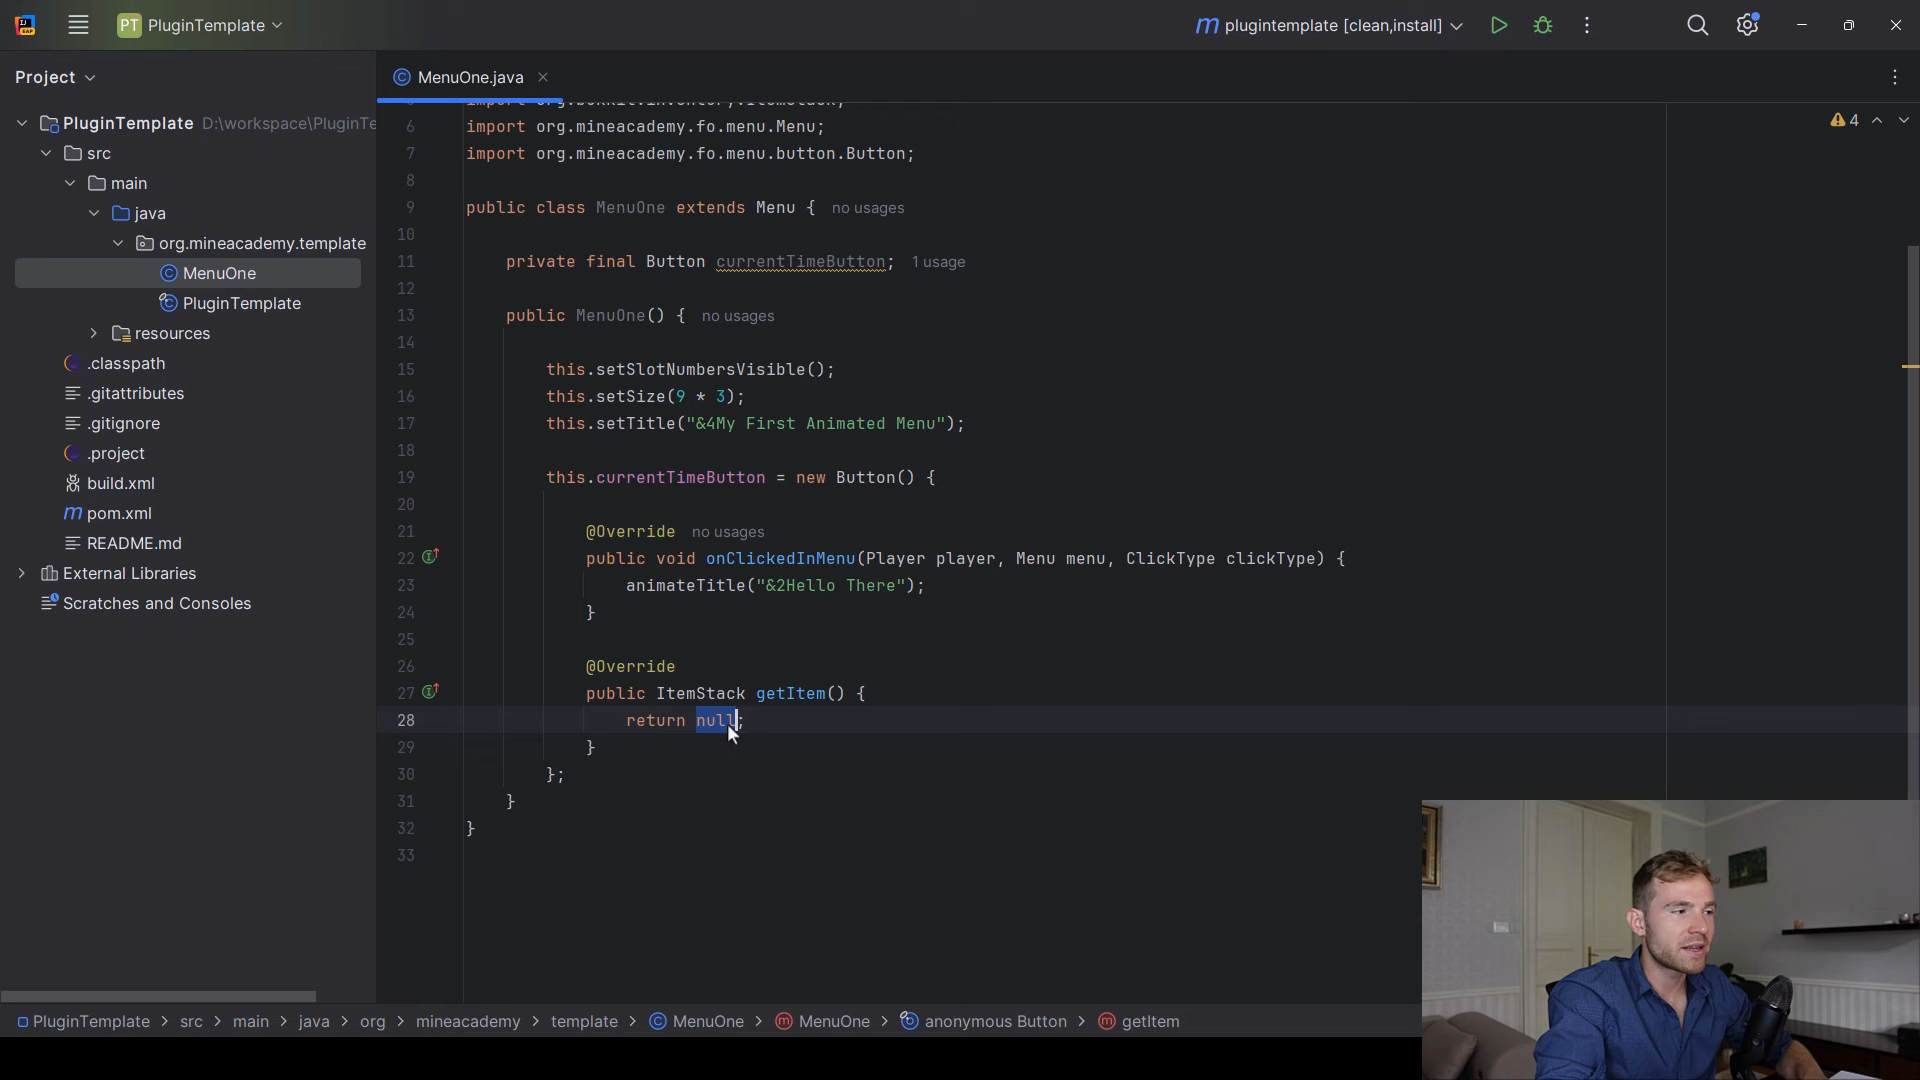 PT PluginTemplate
plugintemplate [clean,install]
Project
MenuOne.java
PluginTemplate D:\workspace\PluginTe
src
main
java
org.mineacademy.template
MenuOne
PluginTemplate
resources
.classpath
.gitattributes
.gitignore
.project
build.xml
pom.xml
README.md
External Libraries
Scratches and Consoles
4
6 import org.mineacademy.fo.menu.Menu;
7 import org.mineacademy.fo.menu.button.Button;
8
9 public class MenuOne extends Menu { no usages
10
11 private final Button currentTimeButton; 1 usage
12
13 public MenuOne() { no usages
14
15 this.setSlotNumbersVisible();
16 this.setSize(9 * 3);
17 this.setTitle("&4My First Animated Menu");
18
19 this.currentTimeButton = new Button() {
20
21 @Override no usages
22 public void onClickedInMenu(Player player, Menu menu, ClickType clickType) {
23 animateTitle("&2Hello There");
24 }
25
26 @Override
27 public ItemStack getItem() {
28 return null;
29 }
30 };
31 }
32 }
33
PluginTemplate > src > main > java > org > mineacademy > template > MenuOne > MenuOne > anonymous Button > getItem